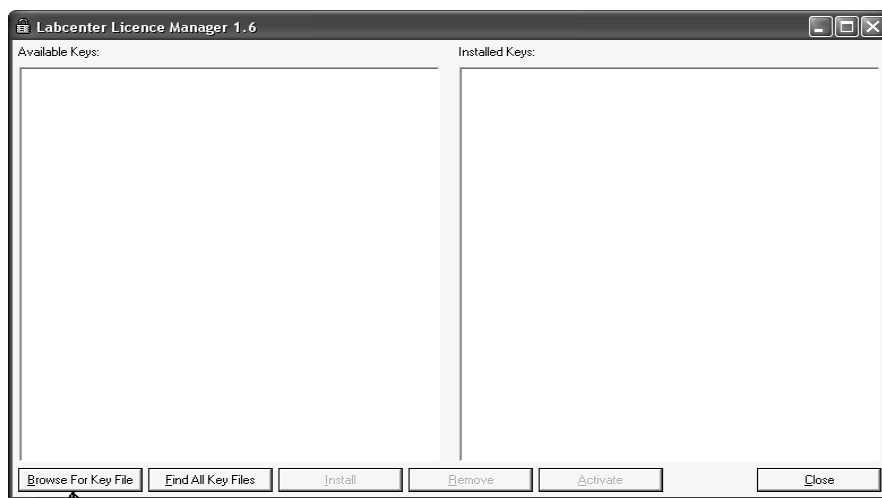 Labcenter Licence Manager 1.6
Available Keys: Installed Keys:
Browse For Key File Find All Key Files Install Remove Activate Close